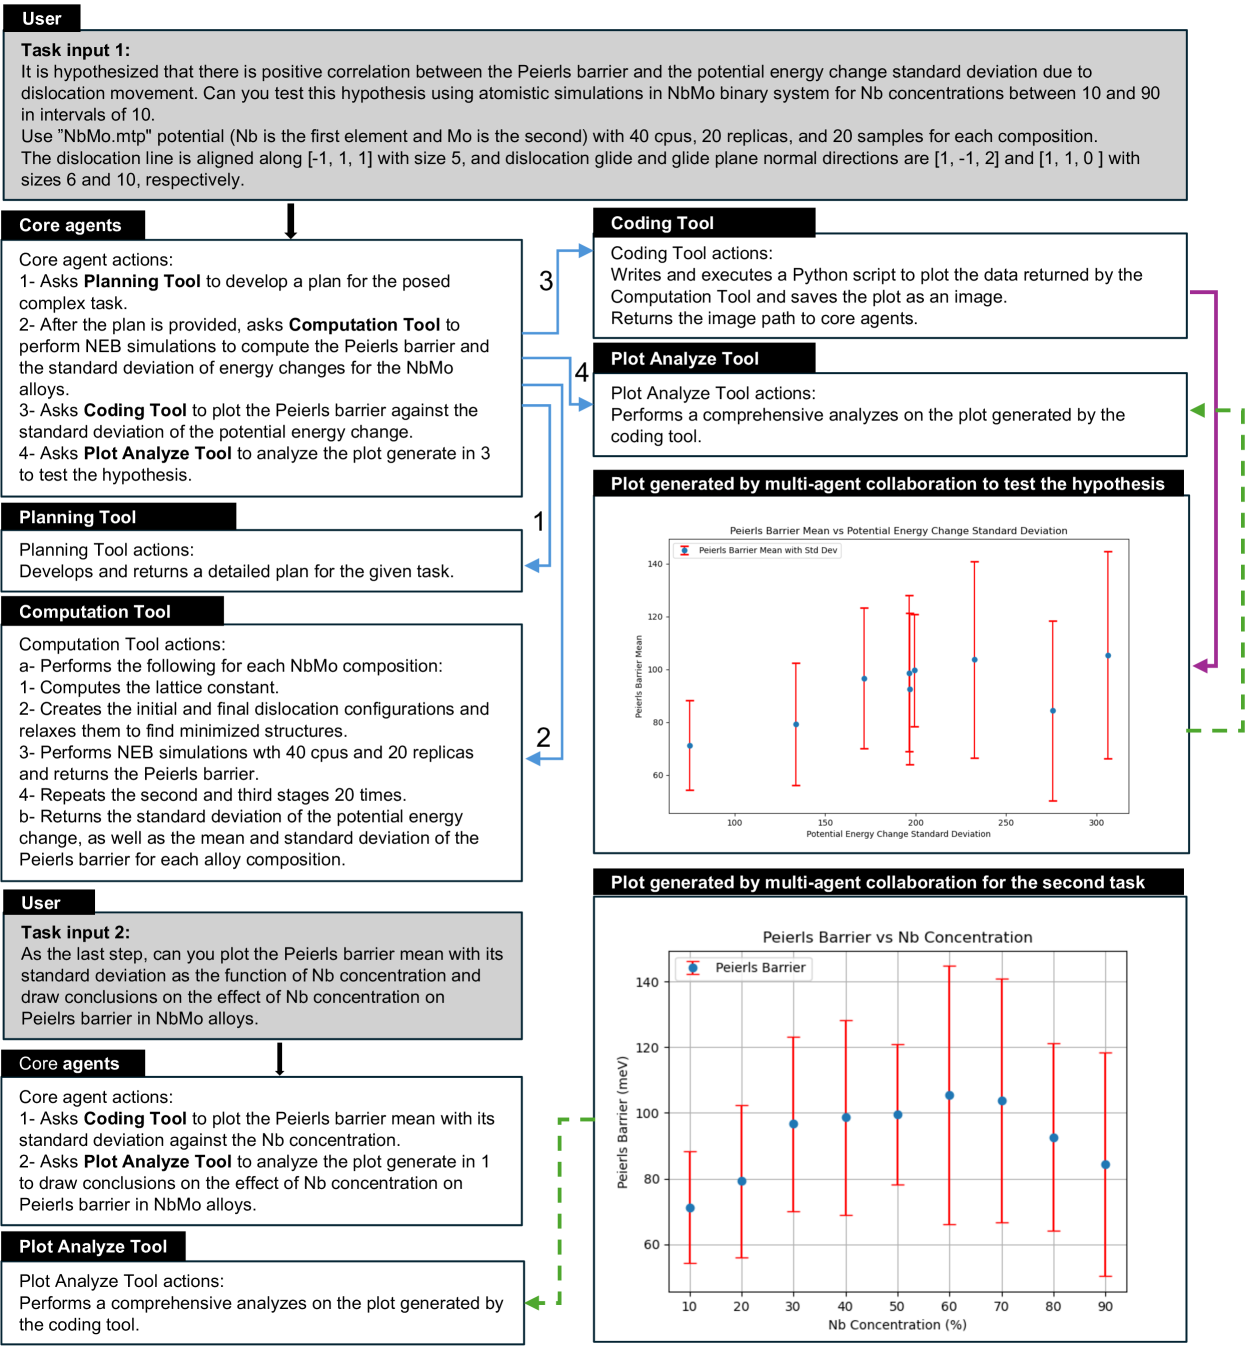 User
Task input 1:
It is hypothesized that there is positive correlation between the Peierls barrier and the potential energy change standard deviation due to
dislocation movement. Can you test this hypothesis using atomistic simulations in NbMo binary system for Nb concentrations between 10 and 90
in intervals of 10.
Use ”NbMo.mtp" potential (Nb is the first element and Mo is the second) with 40 cpus, 20 replicas, and 20 samples for each composition.
The dislocation line is aligned along [-1, 1, 1] with size 5, and dislocation glide and glide plane normal directions are [1, -1, 2] and [1, 1, 0 ] with
sizes 6 and 10, respectively.
Core agents
Core agent actions:
1- Asks Planning Tool to develop a plan for the posed
complex task.
2- After the plan is provided, asks Computation Tool to
perform NEB simulations to compute the Peierls barrier and
the standard deviation of energy changes for the NbMo
alloys.
3- Asks Coding Tool to plot the Peierls barrier against the
standard deviation of the potential energy change.
4- Asks Plot Analyze Tool to analyze the plot generate in 3
to test the hypothesis.
3
4
1
2
Planning Tool
Planning Tool actions:
Develops and returns a detailed plan for the given task.
Computation Tool
Computation Tool actions:
a- Performs the following for each NbMo composition:
1- Computes the lattice constant.
2- Creates the initial and final dislocation configurations and
relaxes them to find minimized structures.
3- Performs NEB simulations wth 40 cpus and 20 replicas
and returns the Peierls barrier.
4- Repeats the second and third stages 20 times.
b- Returns the standard deviation of the potential energy
change, as well as the mean and standard deviation of the
Peierls barrier for each alloy composition.
Coding Tool
Coding Tool actions:
Writes and executes a Python script to plot the data returned by the
Computation Tool and saves the plot as an image.
Returns the image path to core agents.
Plot Analyze Tool
Plot Analyze Tool actions:
Performs a comprehensive analyzes on the plot generated by the
coding tool.
Plot generated by multi-agent collaboration to test the hypothesis
Peierls Barrier Mean vs Potential Energy Change Standard Deviation
Peierls Barrier Mean with Std Dev
Peierls Barrier Mean
140
120
100
80
60
100 150 200 250 300
Potential Energy Change Standard Deviation
User
Task input 2:
As the last step, can you plot the Peierls barrier mean with its
standard deviation as the function of Nb concentration and
draw conclusions on the effect of Nb concentration on
Peielrs barrier in NbMo alloys.
Core agents
Core agent actions:
1- Asks Coding Tool to plot the Peierls barrier mean with its
standard deviation against the Nb concentration.
2- Asks Plot Analyze Tool to analyze the plot generate in 1
to draw conclusions on the effect of Nb concentration on
Peierls barrier in NbMo alloys.
Plot Analyze Tool
Plot Analyze Tool actions:
Performs a comprehensive analyzes on the plot generated by
the coding tool.
Plot generated by multi-agent collaboration for the second task
Peierls Barrier vs Nb Concentration
Peierls Barrier
Peierls Barrier (meV)
140
120
100
80
60
10 20 30 40 50 60 70 80 90
Nb Concentration (%)